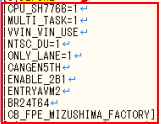 CPU_SH7766=1↵
MULTI_TASK=1↵
VVIN_VIN_USE↵
NTSC_DU=1↵
ONLY_LANE=1↵
CANGEN5TH↵
ENABLE_2B1↵
ENTRYAVM2↵
BR24T64↵
CB_FPE_MIZUSHIMA_FACTORY]↵